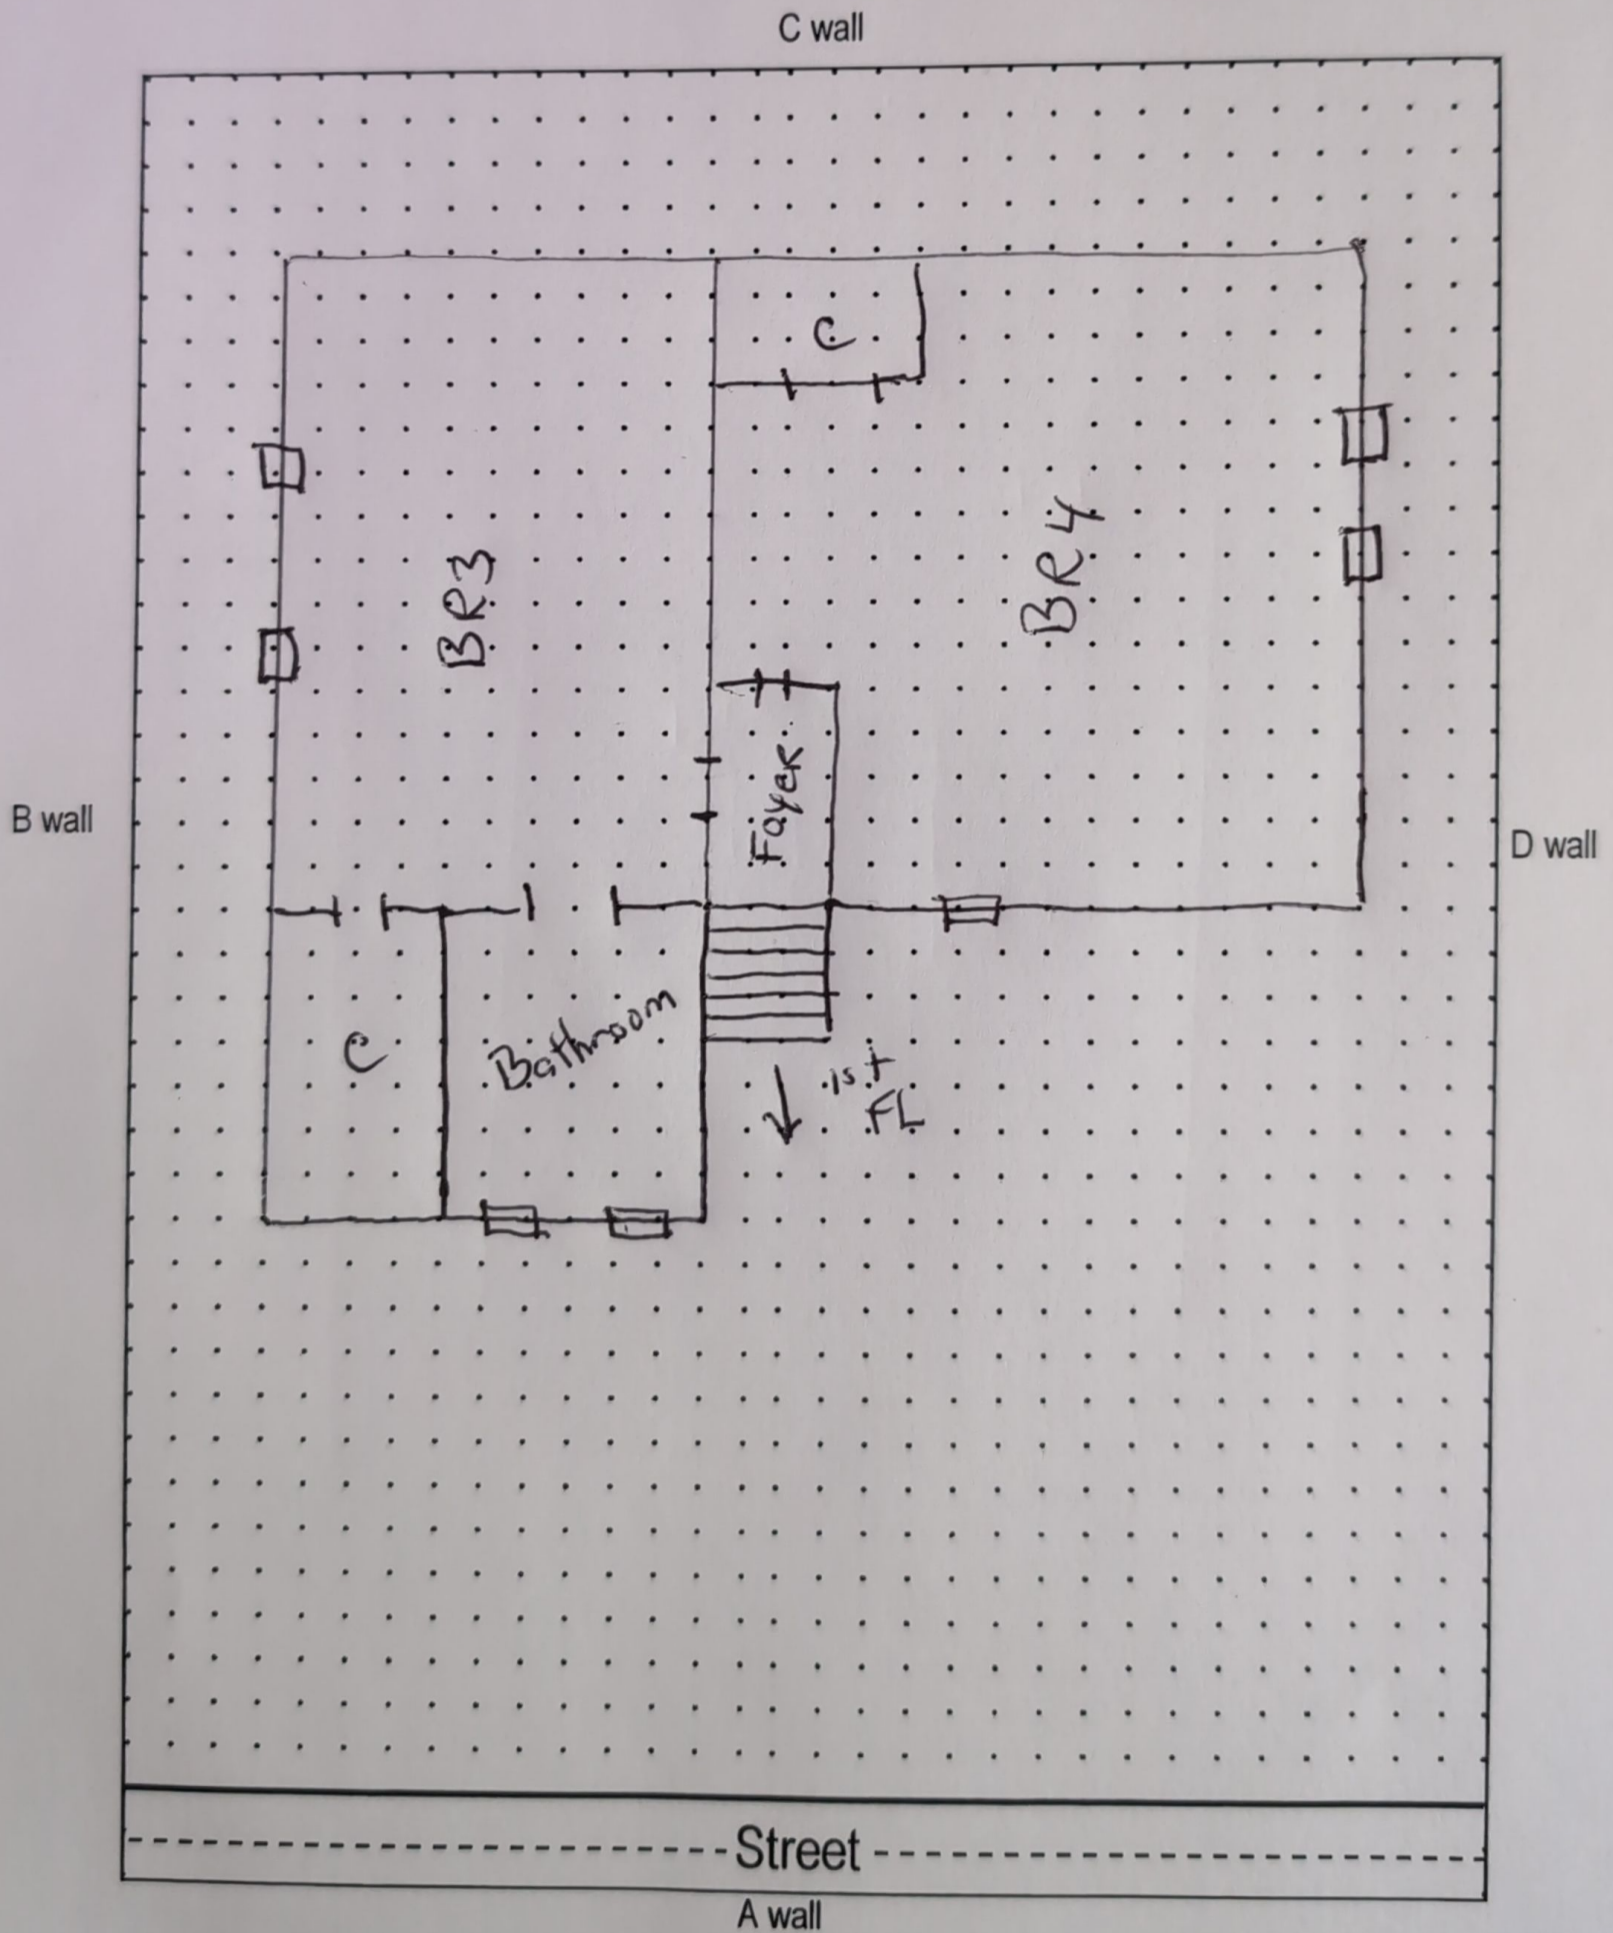 C wall
C
BR3
BR4
Foyer
B wall
D wall
C
Bathroom
1st
FL
Street
A wall